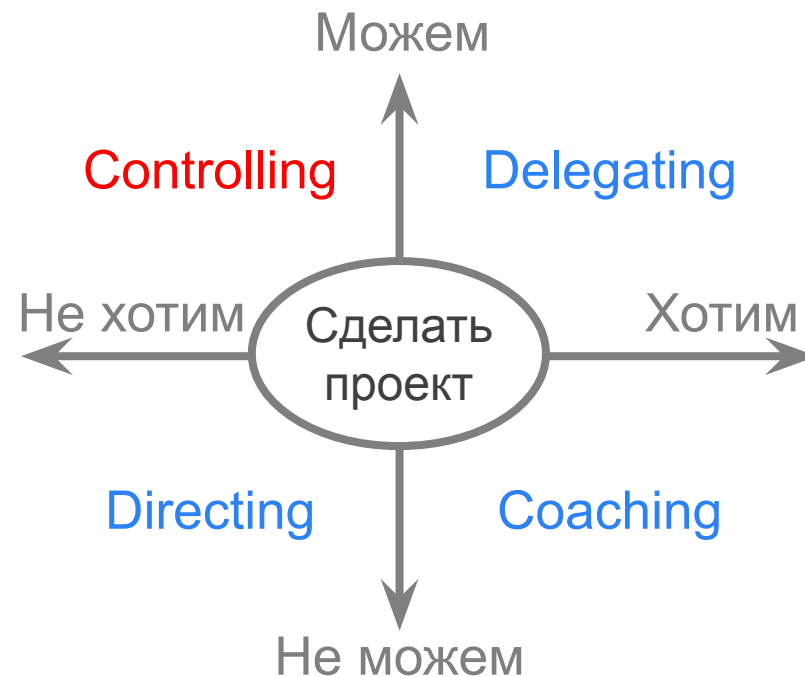 Можем
Controlling
Delegating
Не хотим
Сделать
проект
Хотим
Directing
Coaching
Не можем